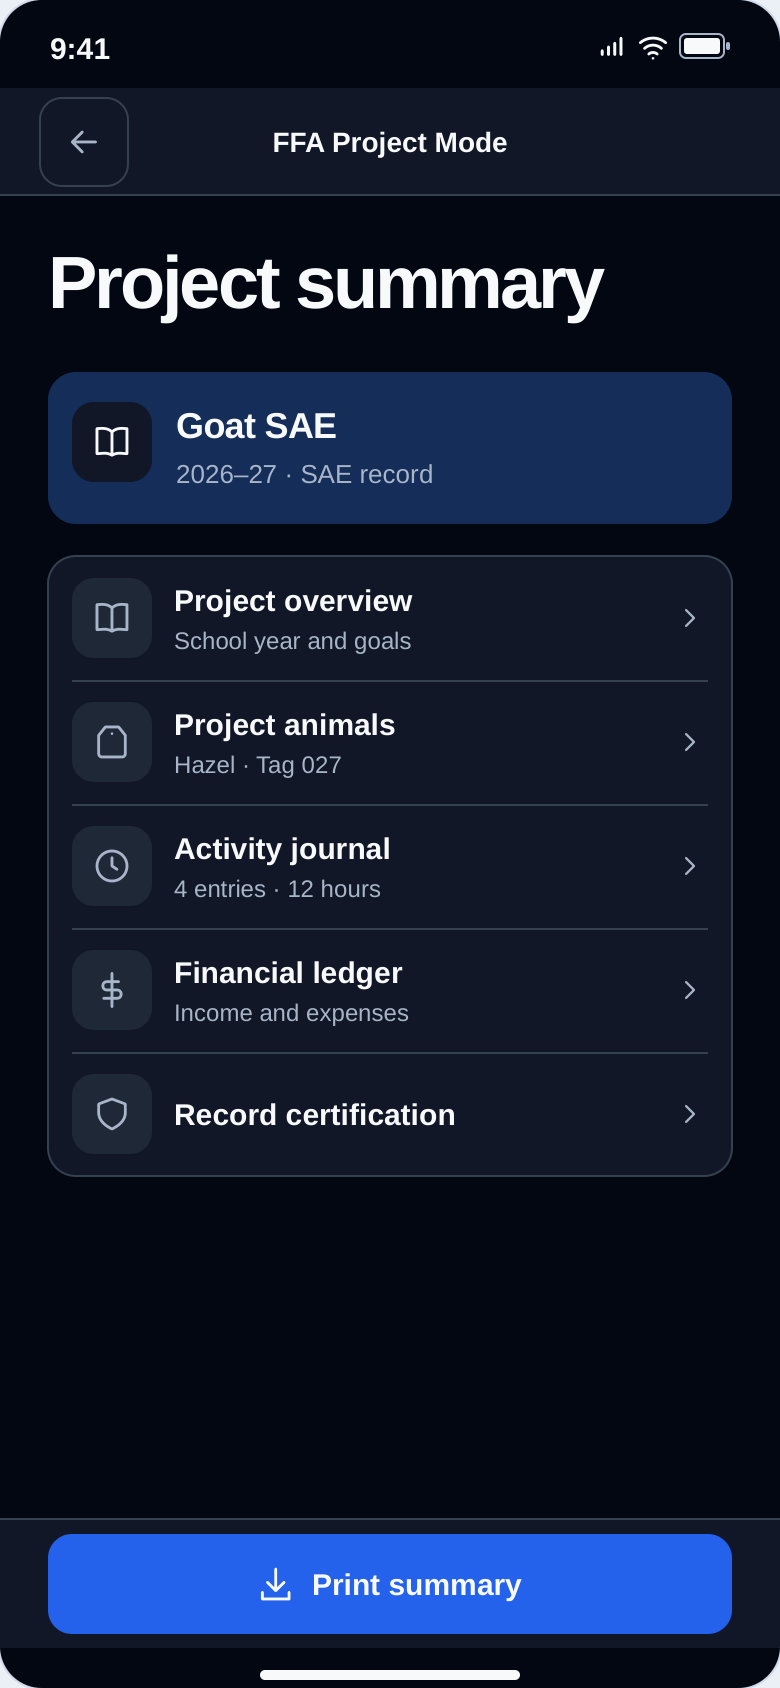 9:41
FFA Project Mode
Project summary
Goat SAE
2026–27 · SAE record
Project overview
School year and goals
Project animals
Hazel · Tag 027
Activity journal
4 entries · 12 hours
Financial ledger
Income and expenses
Record certification
Print summary